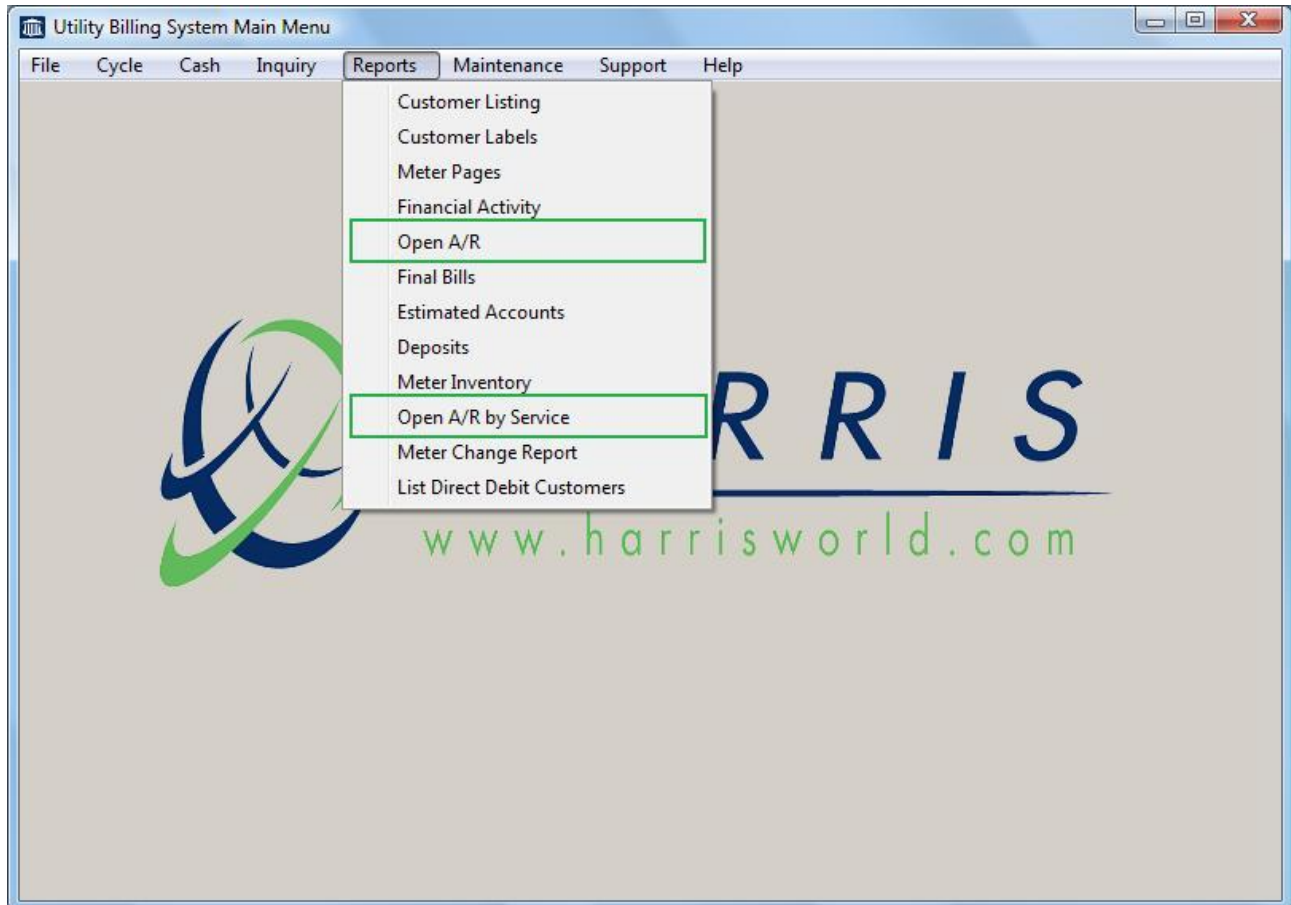 Utility Billing System Main Menu
File Cycle Cash Inquiry Reports Maintenance Support Help
Customer Listing
Customer Labels
Meter Pages
Financial Activity
Open A/R
Final Bills
Estimated Accounts
Deposits
Meter Inventory
Open A/R by Service
Meter Change Report
List Direct Debit Customers
RRIS
www.harrisworld.com